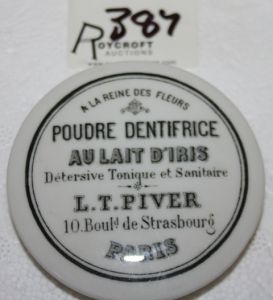 387
ROYCROFT
AUCTIONS
A LA REINE DES FLEURS
POUDRE DENTIFRICE
AU LAIT D'IRIS
Détersive Tonique et Sanitaire
L.T. PIVER
10.Boulᵈ de Strasbourg
PARIS